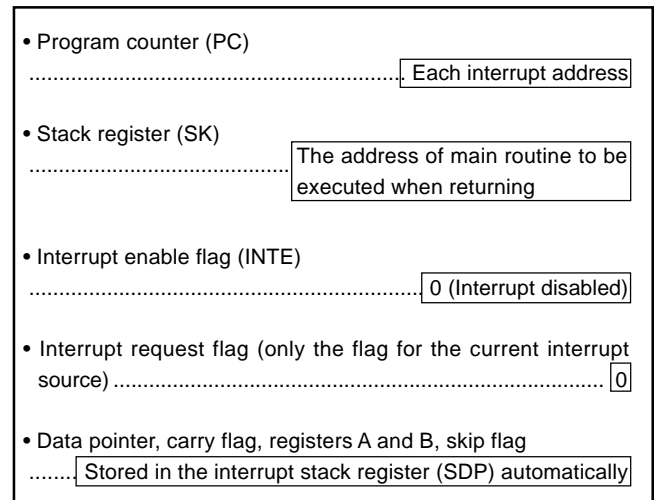 • Program counter (PC)
.............................................................. Each interrupt address
• Stack register (SK)
The address of main routine to be
...........................................
executed when returning
• Interrupt enable flag (INTE)
................................................................. 0 (Interrupt disabled)
• Interrupt request flag (only the flag for the current interrupt
source) ................................................................................. 0
• Data pointer, carry flag, registers A and B, skip flag
........ Stored in the interrupt stack register (SDP) automatically